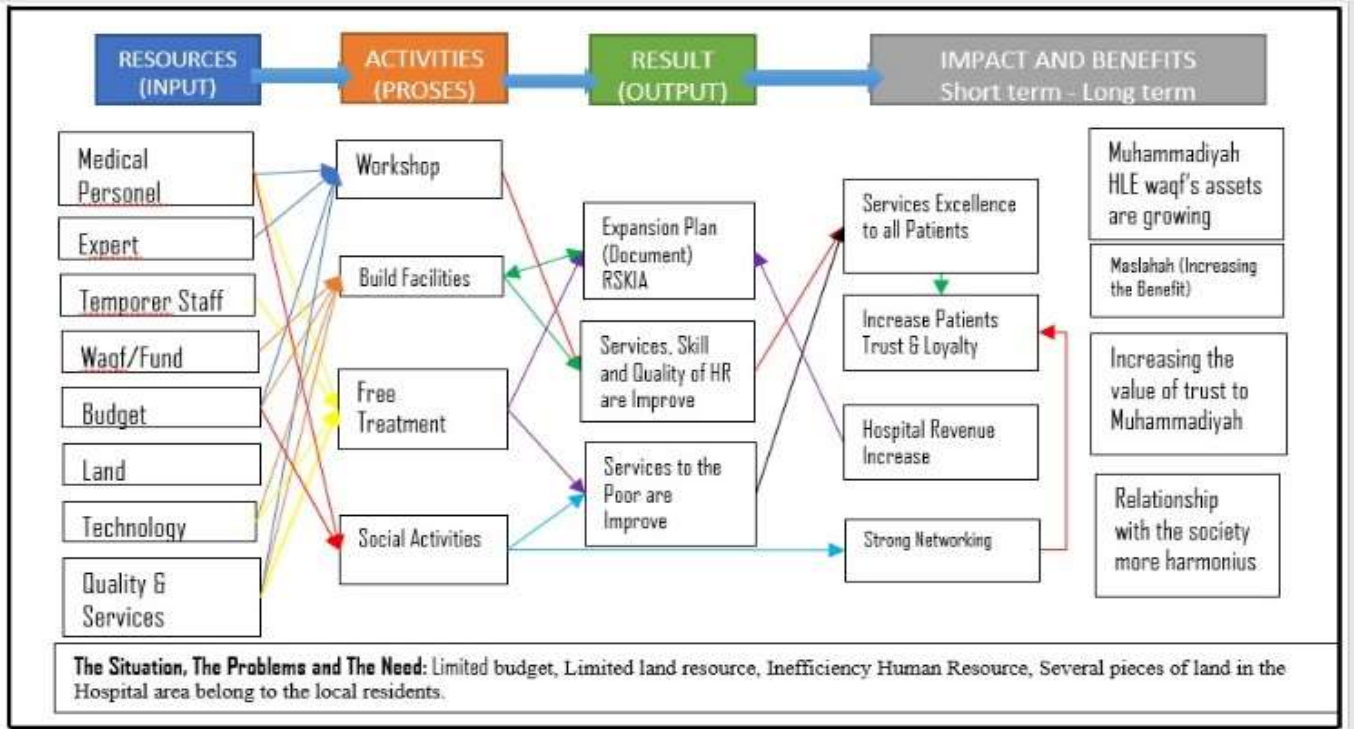 RESOURCES
(INPUT)
ACTIVITIES
(PROSES)
RESULT
(OUTPUT)
IMPACT AND BENEFITS
Short term - Long term
Medical
Personel
Expert
Temporer Staff
Waqf/Fund
Budget
Land
Technology
Quality &
Services
Workshop
Build Facilities
Free
Treatment
Social Activities
Expansion Plan
(Document)
RSKIA
Services, Skill
and Quality of HR
are Improve
Services to the
Poor are
Improve
Services Excellence
to all Patients
Increase Patients
Trust & Loyalty
Hospital Revenue
Increase
Strong Networking
Muhammadiyah
HLE waqf's assets
are growing
Maslahah (Increasing
the Benefit)
Increasing the
value of trust to
Muhammadiyah
Relationship
with the society
more harmonius
The Situation, The Problems and The Need: Limited budget, Limited land resource, Inefficiency Human Resource, Several pieces of land in the
Hospital area belong to the local residents.